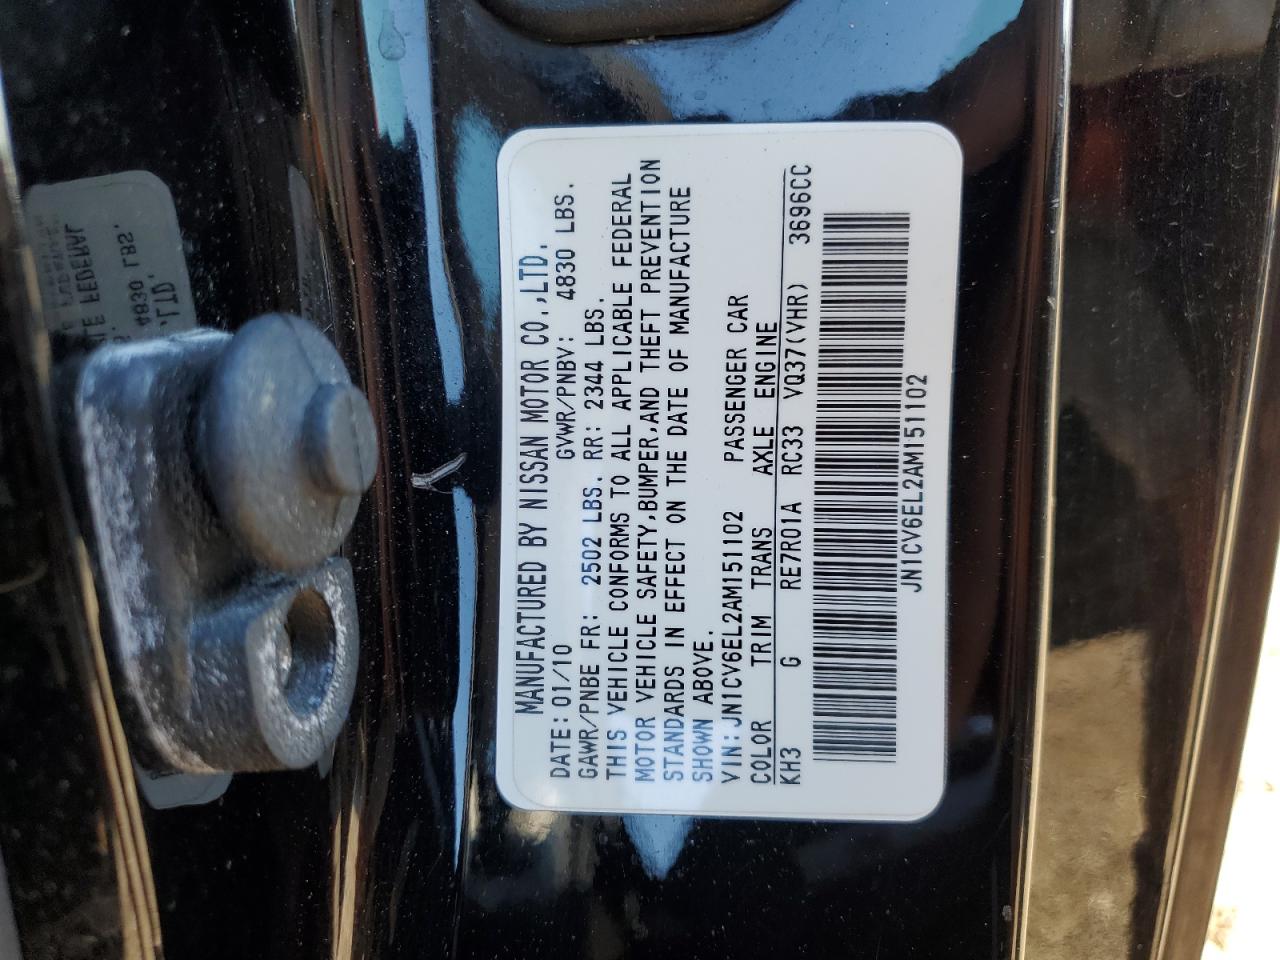 MANUFACTURED BY NISSAN MOTOR CO.,LTD.
DATE:01/10 GVWR/PNBV: 4830 LBS.
GAWR/PNBE FR: 2502 LBS. RR: 2344 LBS.
THIS VEHICLE CONFORMS TO ALL APPLICABLE FEDERAL
MOTOR VEHICLE SAFETY,BUMPER,AND THEFT PREVENTION
STANDARDS IN EFFECT ON THE DATE OF MANUFACTURE
SHOWN ABOVE.
VIN:JN1CV6EL2AM151102 PASSENGER CAR
COLOR TRIM TRANS AXLE ENGINE
KH3 G RE7R01A RC33 VQ37(VHR) 3696CC
JN1CV6EL2AM151102